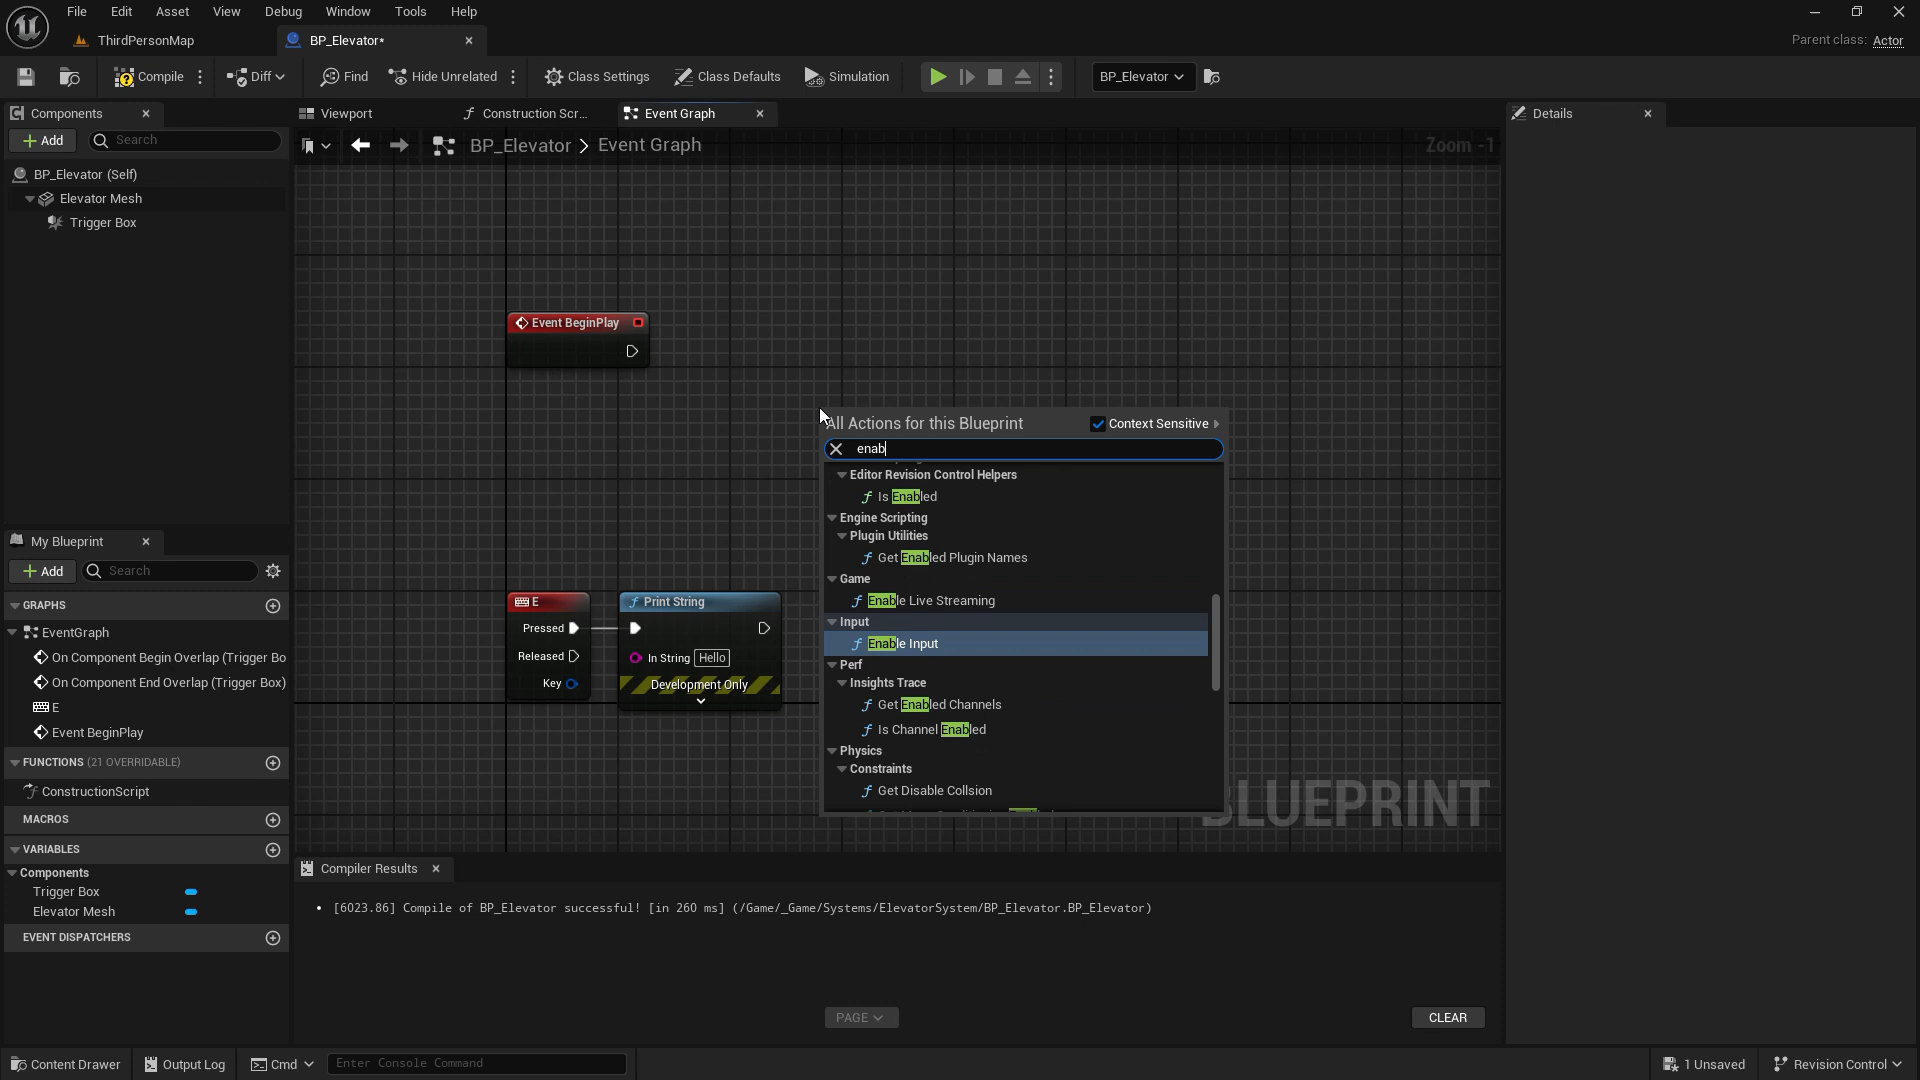 File Edit Asset View Debug Window Tools Help
ThirdPersonMap
BP_Elevator*
Parent class: Actor
Compile
Diff
Find
Hide Unrelated
Class Settings
Class Defaults
Simulation
BP_Elevator
Components
Add
Search
BP_Elevator (Self)
Elevator Mesh
Trigger Box
Viewport
Construction Scr...
Event Graph
BP_Elevator > Event Graph
Zoom -1
Event BeginPlay
E
Pressed
Released
Key
Print String
In String Hello
Development Only
All Actions for this Blueprint
Context Sensitive
enab
Editor Revision Control Helpers
Is Enabled
Engine Scripting
Plugin Utilities
Get Enabled Plugin Names
Game
Enable Live Streaming
Input
Enable Input
Perf
Insights Trace
Get Enabled Channels
Is Channel Enabled
Physics
Constraints
Get Disable Collsion
BLUEPRINT
Details
My Blueprint
Add
Search
GRAPHS
EventGraph
On Component Begin Overlap (Trigger Bo
On Component End Overlap (Trigger Box)
E
Event BeginPlay
FUNCTIONS (21 OVERRIDABLE)
ConstructionScript
MACROS
VARIABLES
Components
Trigger Box
Elevator Mesh
EVENT DISPATCHERS
Compiler Results
[6023.86] Compile of BP_Elevator successful! [in 260 ms] (/Game/_Game/Systems/ElevatorSystem/BP_Elevator.BP_Elevator)
PAGE
CLEAR
Content Drawer
Output Log
Cmd
Enter Console Command
1 Unsaved
Revision Control